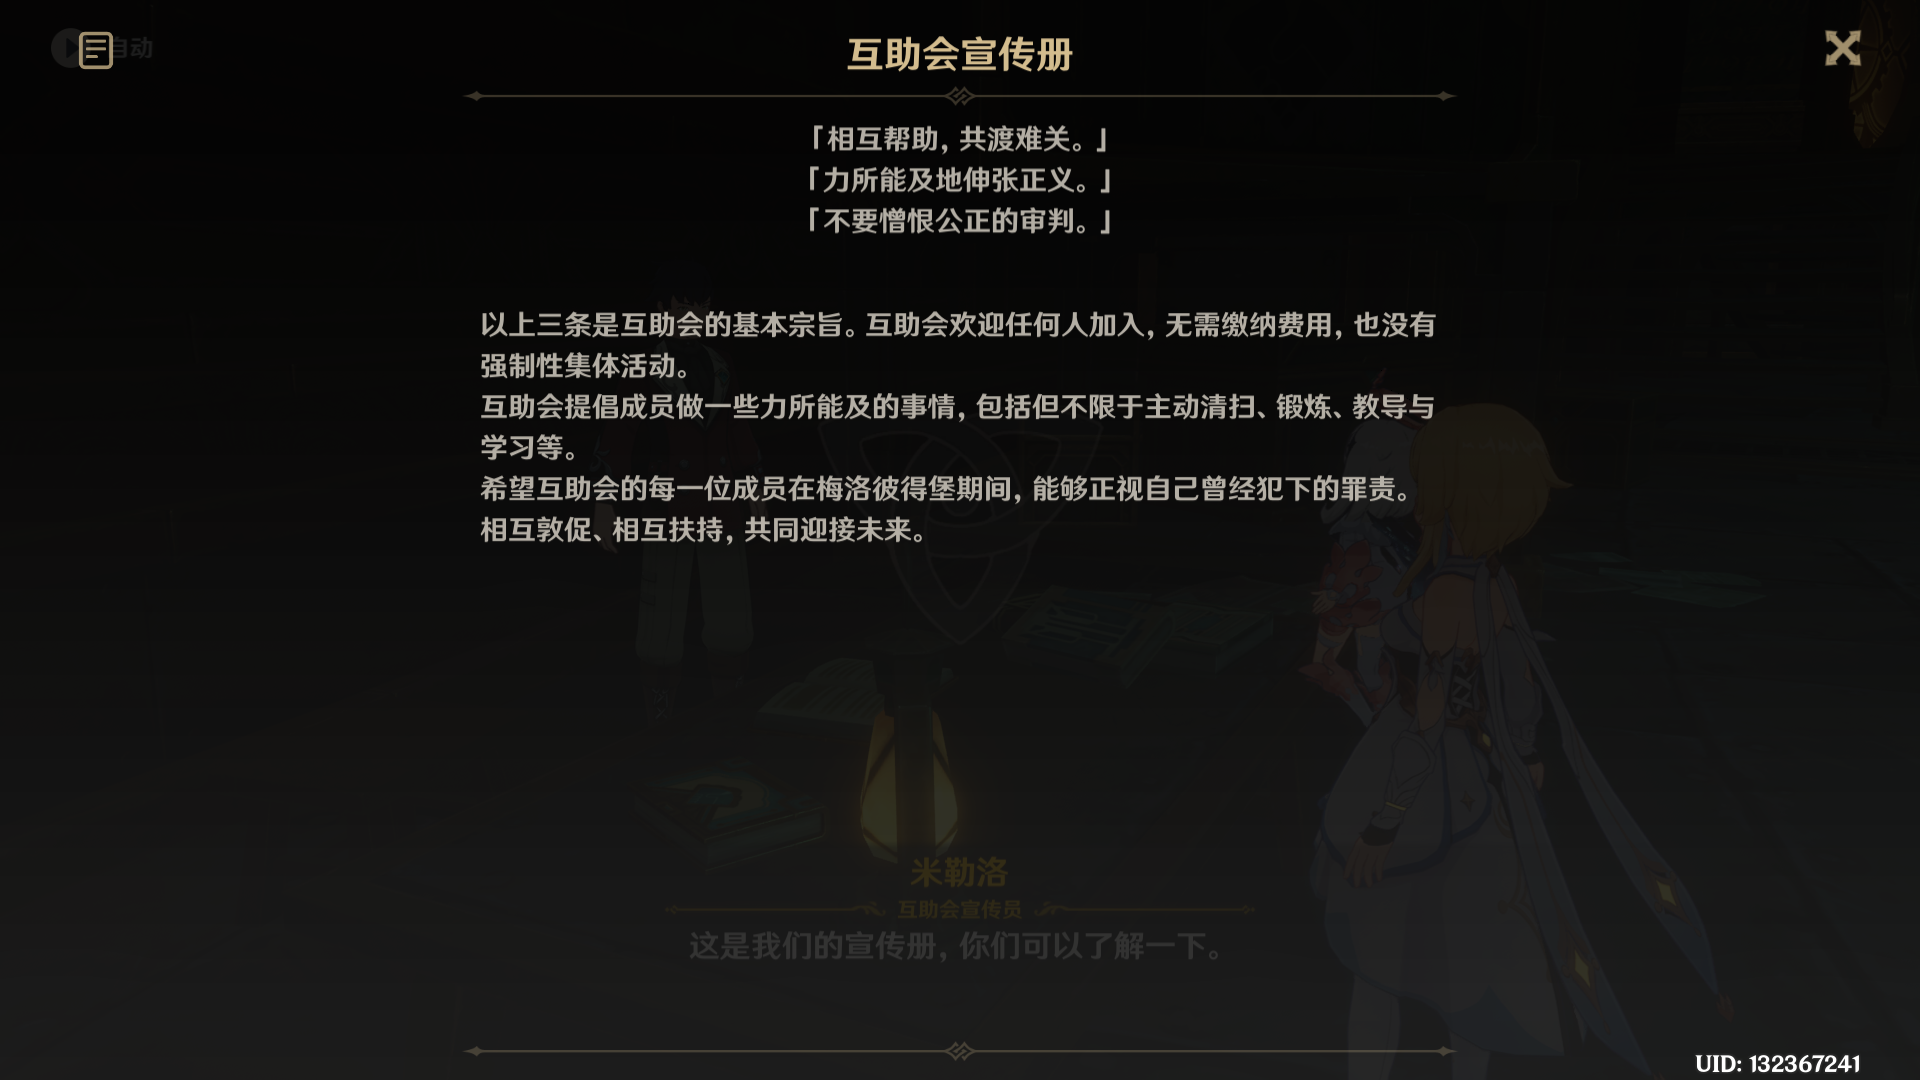 自动
互助会宣传册
「相互帮助，共渡难关。」
「力所能及地伸张正义。」
「不要憎恨公正的审判。」
以上三条是互助会的基本宗旨。互助会欢迎任何人加入，无需缴纳费用，也没有
强制性集体活动。
互助会提倡成员做一些力所能及的事情，包括但不限于主动清扫、锻炼、教导与
学习等。
希望互助会的每一位成员在梅洛彼得堡期间，能够正视自己曾经犯下的罪责。
相互敦促、相互扶持，共同迎接未来。
米勒洛
互助会宣传员
这是我们的宣传册，你们可以了解一下。
UID: 132367241